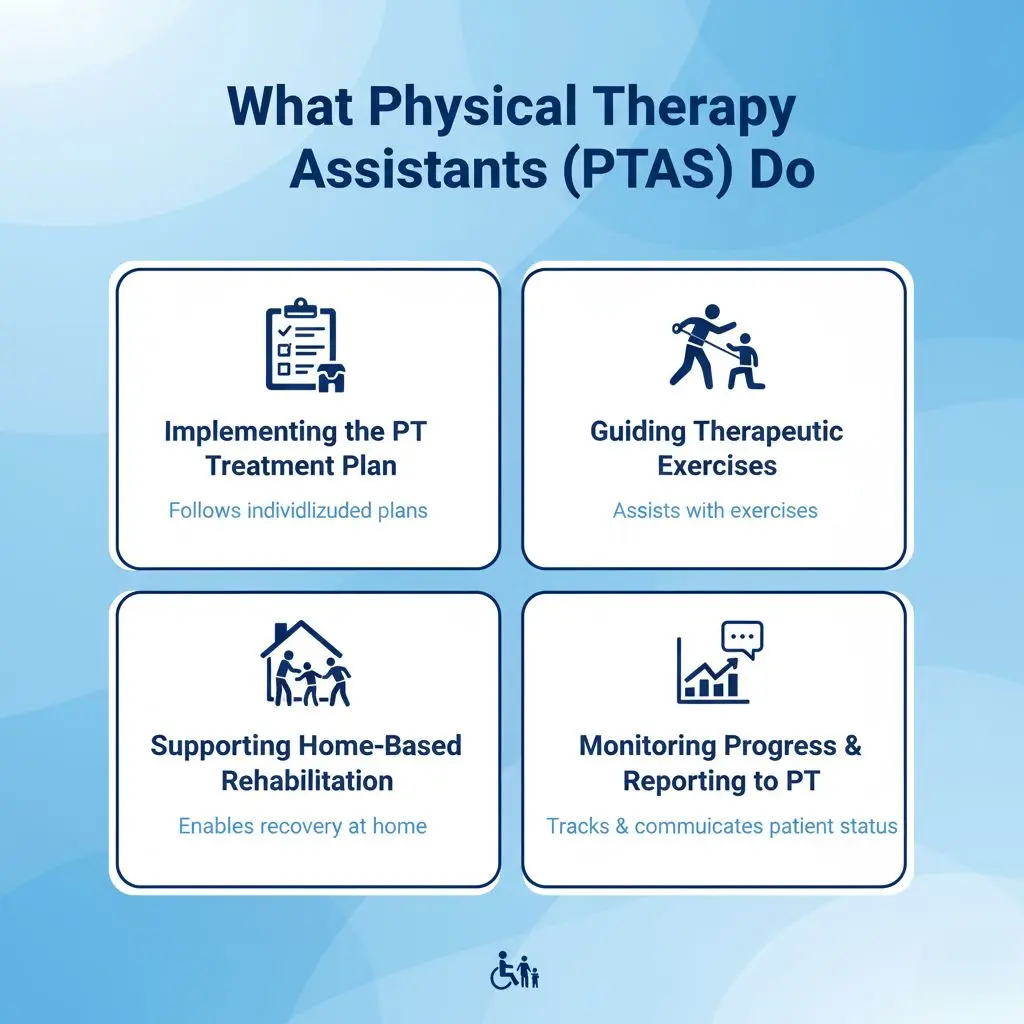 What Physical Therapy
Assistants (PTAS) Do
Implementing the PT
Treatment Plan
Follows individlizuded plans
Guiding Therapeutic
Exercises
Assists with exercises
Supporting Home-Based
Rehabilitation
Enables recovery at home
Monitoring Progress &
Reporting to PT
Tracks & commuicates patient status